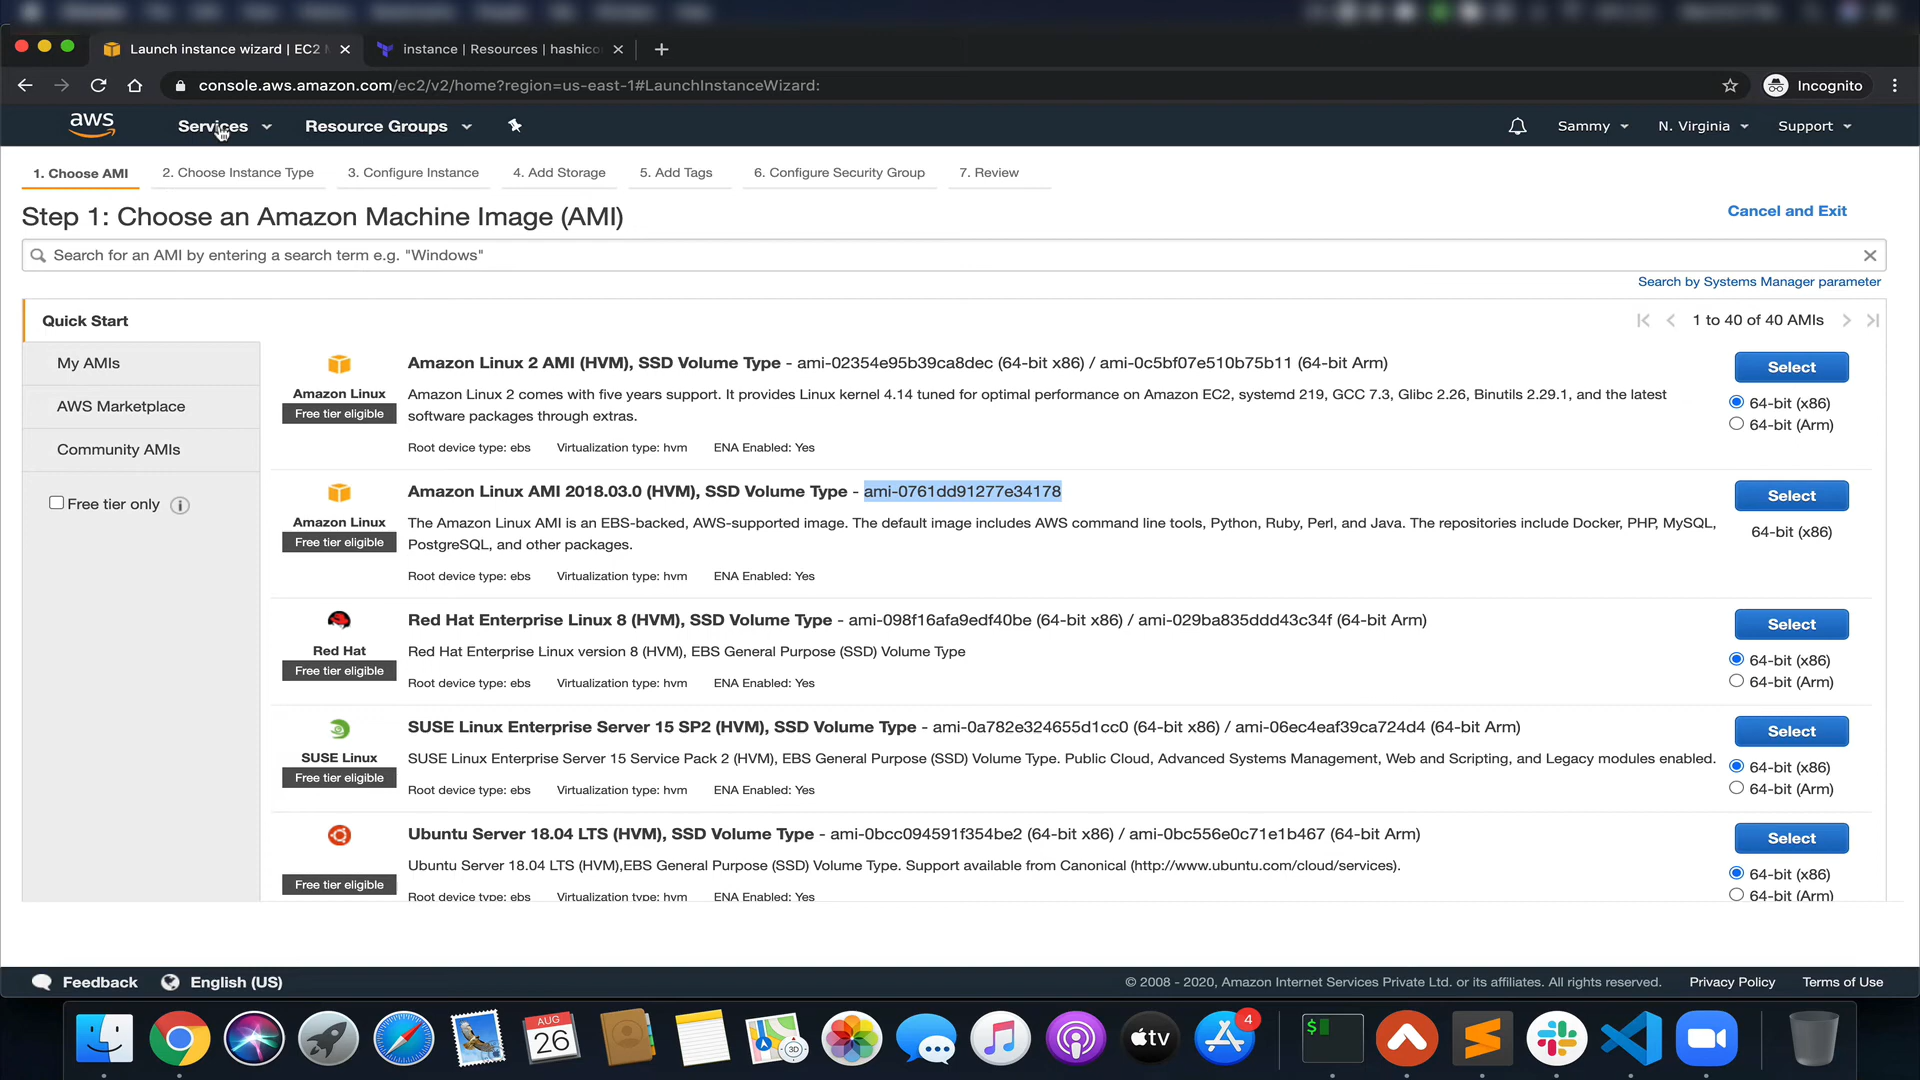 Launch instance wizard | EC2 M
instance | Resources | hashico
console.aws.amazon.com/ec2/v2/home?region=us-east-1#LaunchInstanceWizard:
Incognito
aws
Services
Resource Groups
Sammy
N. Virginia
Support
1. Choose AMI
2. Choose Instance Type
3. Configure Instance
4. Add Storage
5. Add Tags
6. Configure Security Group
7. Review
Step 1: Choose an Amazon Machine Image (AMI)
Cancel and Exit
Search for an AMI by entering a search term e.g. "Windows"
Search by Systems Manager parameter
Quick Start
1 to 40 of 40 AMIs
My AMIs
AWS Marketplace
Community AMIs
Free tier only
Amazon Linux
Free tier eligible
Amazon Linux 2 AMI (HVM), SSD Volume Type - ami-02354e95b39ca8dec (64-bit x86) / ami-0c5bf07e510b75b11 (64-bit Arm)
Amazon Linux 2 comes with five years support. It provides Linux kernel 4.14 tuned for optimal performance on Amazon EC2, systemd 219, GCC 7.3, Glibc 2.26, Binutils 2.29.1, and the latest
software packages through extras.
Root device type: ebs Virtualization type: hvm ENA Enabled: Yes
Select
64-bit (x86)
64-bit (Arm)
Amazon Linux
Free tier eligible
Amazon Linux AMI 2018.03.0 (HVM), SSD Volume Type - ami-0761dd91277e34178
The Amazon Linux AMI is an EBS-backed, AWS-supported image. The default image includes AWS command line tools, Python, Ruby, Perl, and Java. The repositories include Docker, PHP, MySQL,
PostgreSQL, and other packages.
Root device type: ebs Virtualization type: hvm ENA Enabled: Yes
Select
64-bit (x86)
Red Hat
Free tier eligible
Red Hat Enterprise Linux 8 (HVM), SSD Volume Type - ami-098f16afa9edf40be (64-bit x86) / ami-029ba835ddd43c34f (64-bit Arm)
Red Hat Enterprise Linux version 8 (HVM), EBS General Purpose (SSD) Volume Type
Root device type: ebs Virtualization type: hvm ENA Enabled: Yes
Select
64-bit (x86)
64-bit (Arm)
SUSE Linux
Free tier eligible
SUSE Linux Enterprise Server 15 SP2 (HVM), SSD Volume Type - ami-0a782e324655d1cc0 (64-bit x86) / ami-06ec4eaf39ca724d4 (64-bit Arm)
SUSE Linux Enterprise Server 15 Service Pack 2 (HVM), EBS General Purpose (SSD) Volume Type. Public Cloud, Advanced Systems Management, Web and Scripting, and Legacy modules enabled.
Root device type: ebs Virtualization type: hvm ENA Enabled: Yes
Select
64-bit (x86)
64-bit (Arm)
Free tier eligible
Ubuntu Server 18.04 LTS (HVM), SSD Volume Type - ami-0bcc094591f354be2 (64-bit x86) / ami-0bc556e0c71e1b467 (64-bit Arm)
Ubuntu Server 18.04 LTS (HVM),EBS General Purpose (SSD) Volume Type. Support available from Canonical (http://www.ubuntu.com/cloud/services).
Root device type: ebs Virtualization type: hvm ENA Enabled: Yes
Select
64-bit (x86)
64-bit (Arm)
Feedback
English (US)
© 2008 - 2020, Amazon Internet Services Private Ltd. or its affiliates. All rights reserved.
Privacy Policy
Terms of Use
AUG
26
3D
tv
4
$